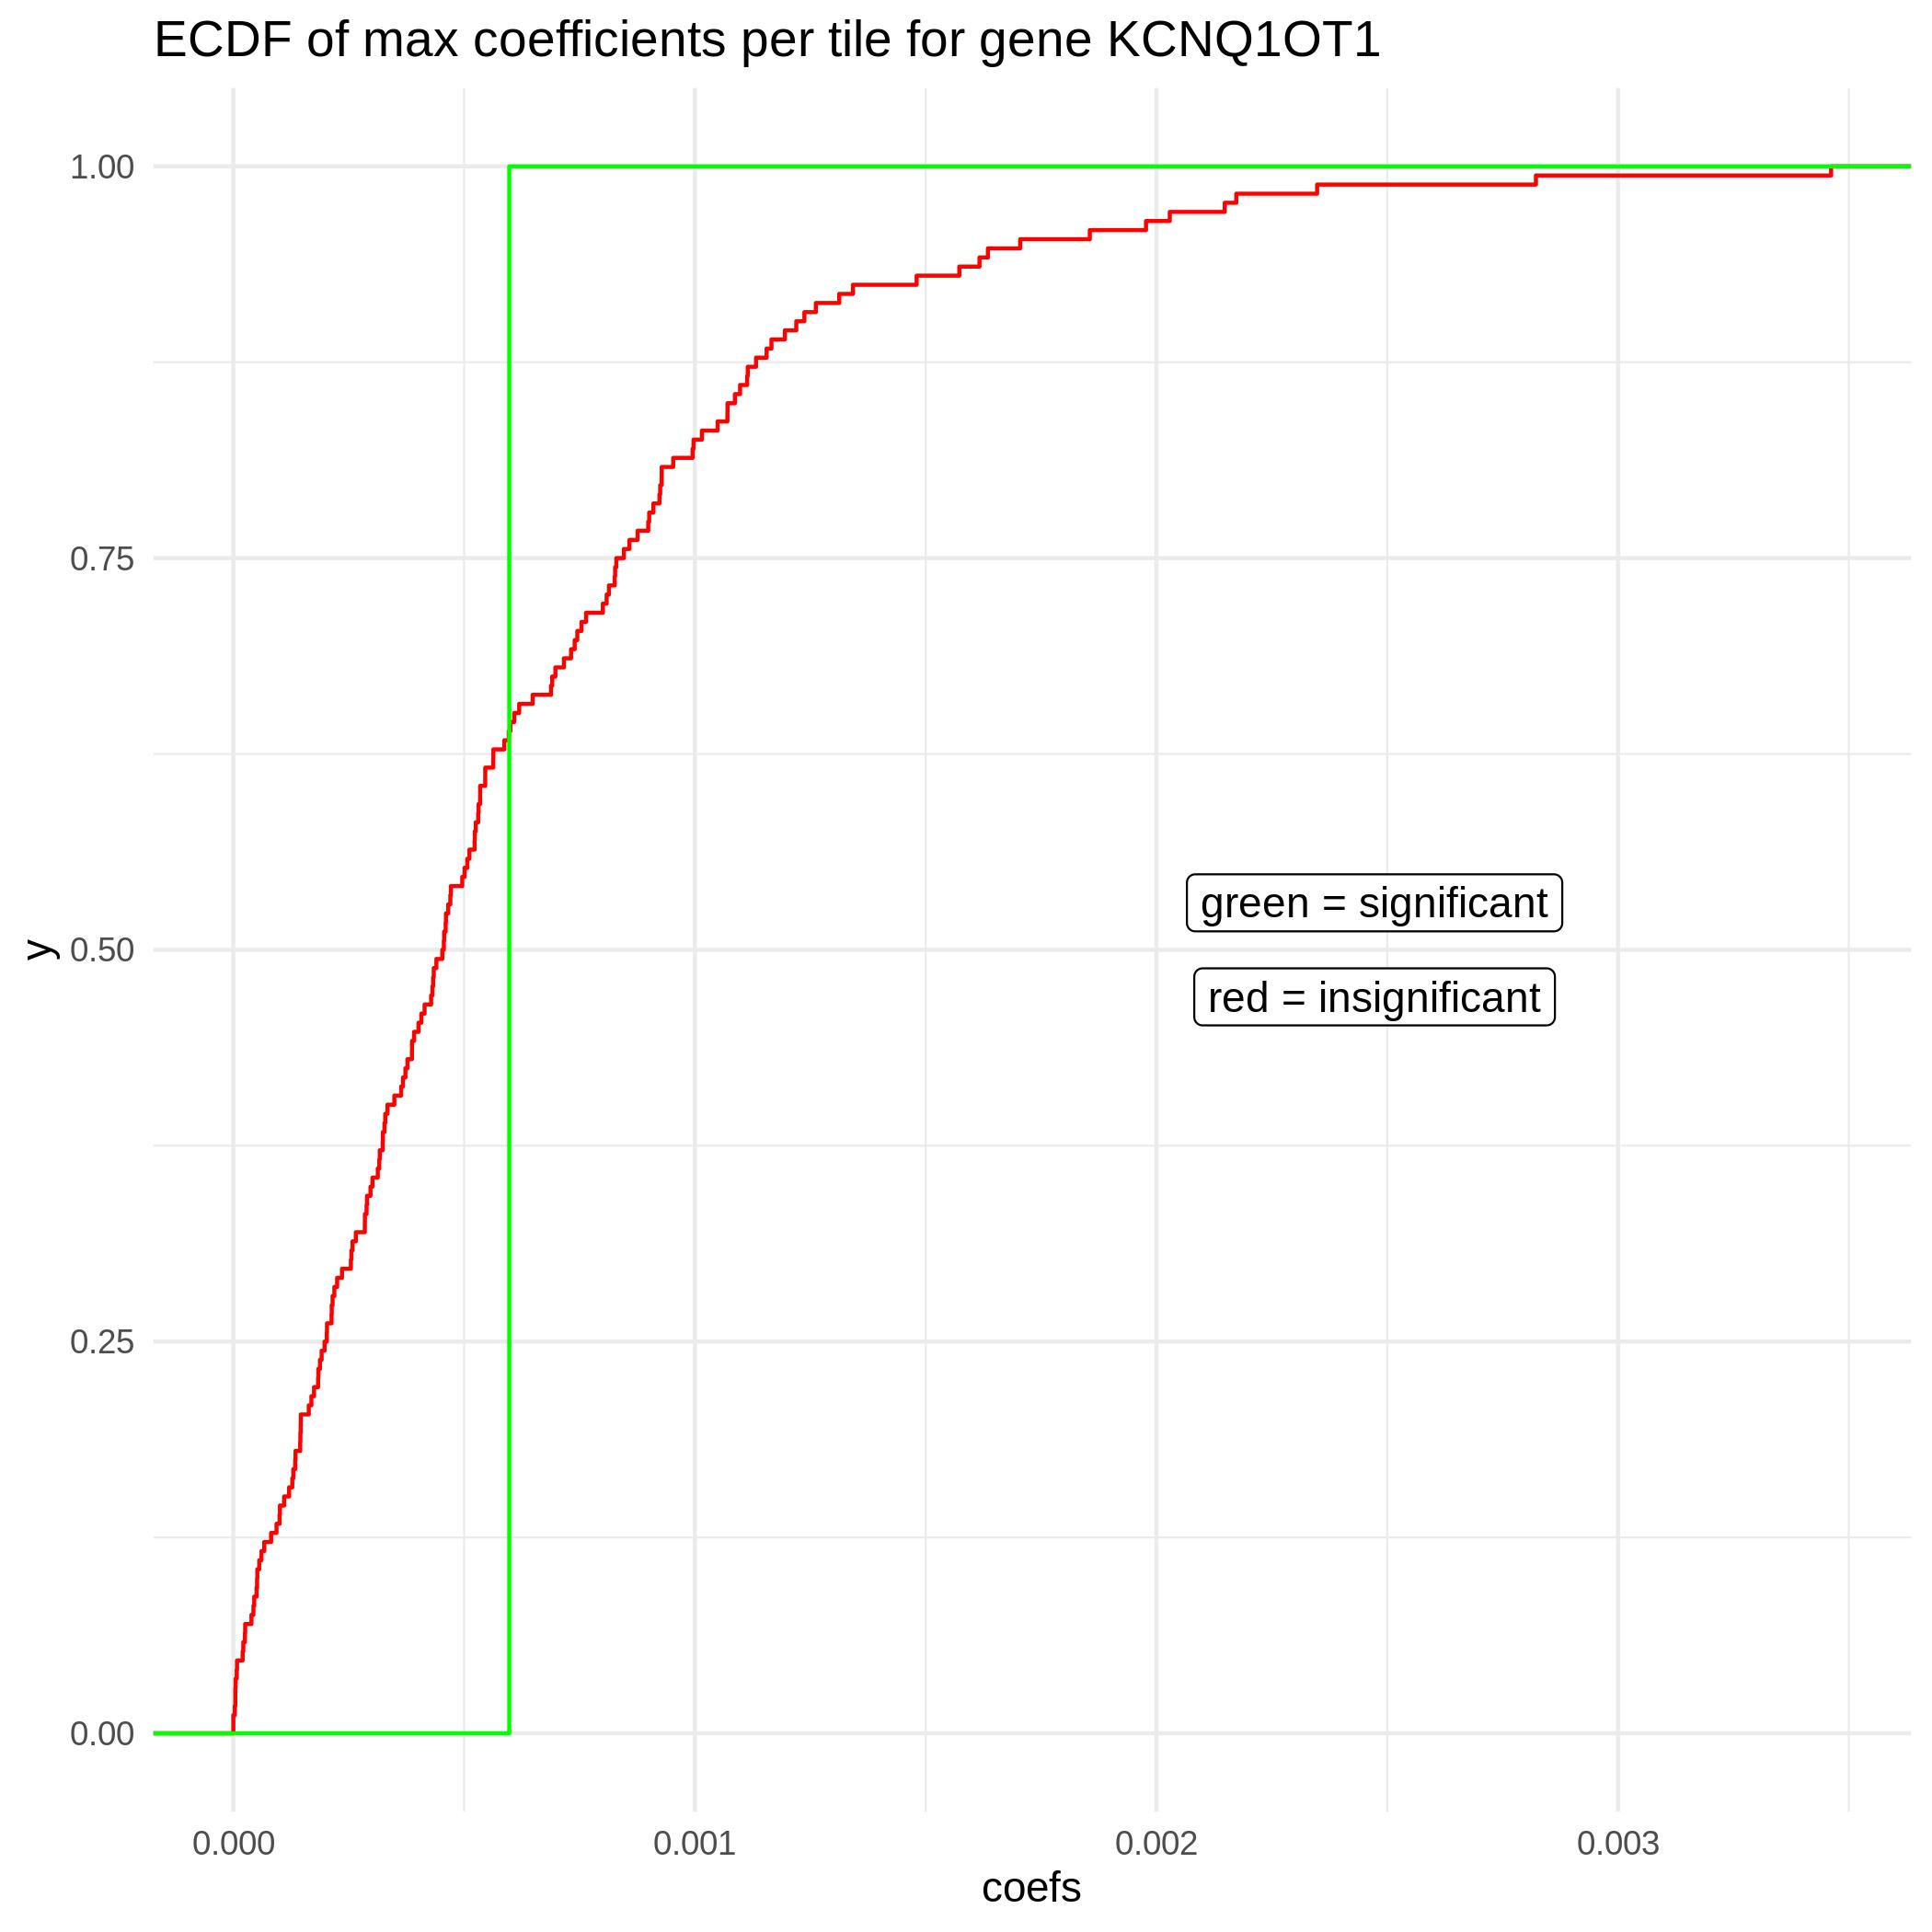 ECDF of max coefficients per tile for gene KCNQ1OT1
1.00
0.75
0.50
0.25
0.00
y
green = significant
red = insignificant
0.000 0.001 0.002 0.003
coefs